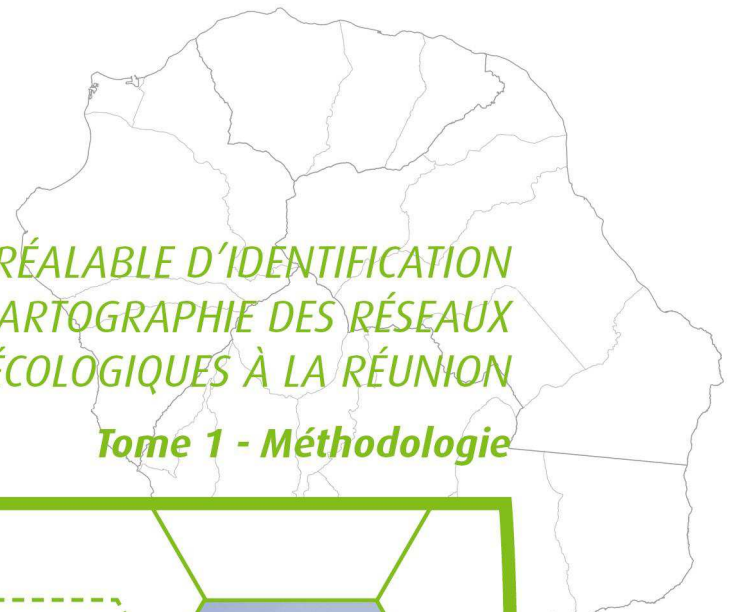 RÉALABLE D'IDENTIFICATION
ARTOGRAPHIE DES RÉSEAUX
ÉCOLOGIQUES À LA RÉUNION
Tome 1 - Méthodologie